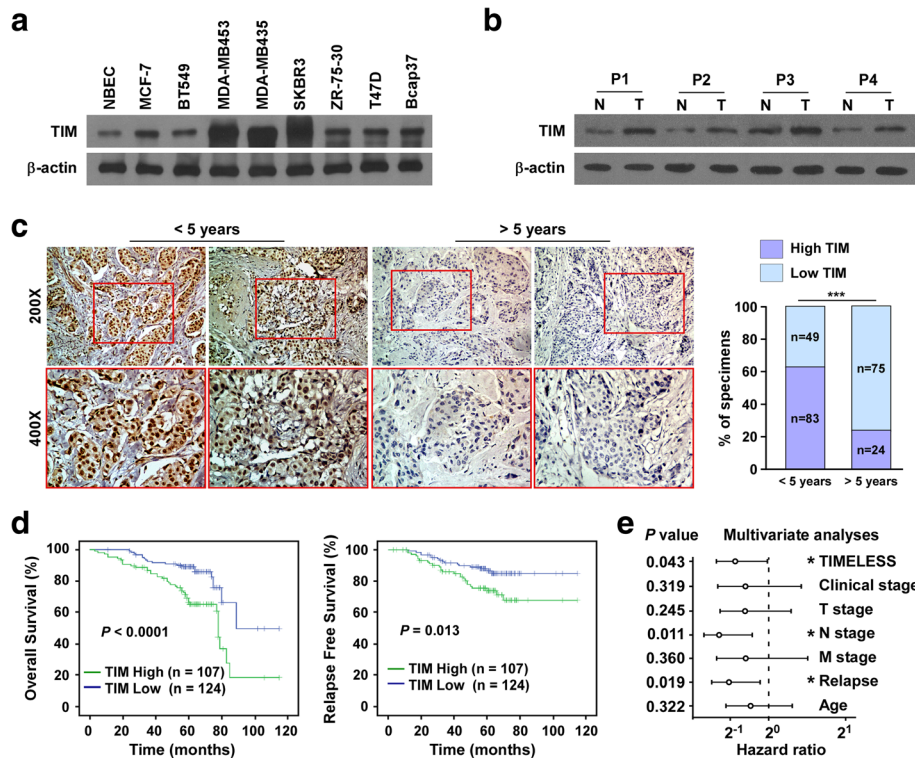 a
NBEC
MCF-7
BT549
MDA-MB453
MDA-MB435
SKBR3
ZR-75-30
T47D
Bcap37
TIM
β-actin
b
P1 P2 P3 P4
N T N T N T N T
TIM
β-actin
c
< 5 years > 5 years
200X
400X
High TIM
Low TIM
***
% of specimens
100
80
60
40
20
0
n=49
n=83
n=75
n=24
< 5 years > 5 years
d
Overall Survival (%)
100
80
60
40
20
0
P < 0.0001
TIM High (n = 107)
TIM Low (n = 124)
0 20 40 60 80 100 120
Time (months)
Relapse Free Survival (%)
100
80
60
40
20
0
P = 0.013
TIM High (n = 107)
TIM Low (n = 124)
0 20 40 60 80 100 120
Time (months)
e
P value Multivariate analyses
0.043 * TIMELESS
0.319 Clinical stage
0.245 T stage
0.011 * N stage
0.360 M stage
0.019 * Relapse
0.322 Age
2-1 20 21
Hazard ratio